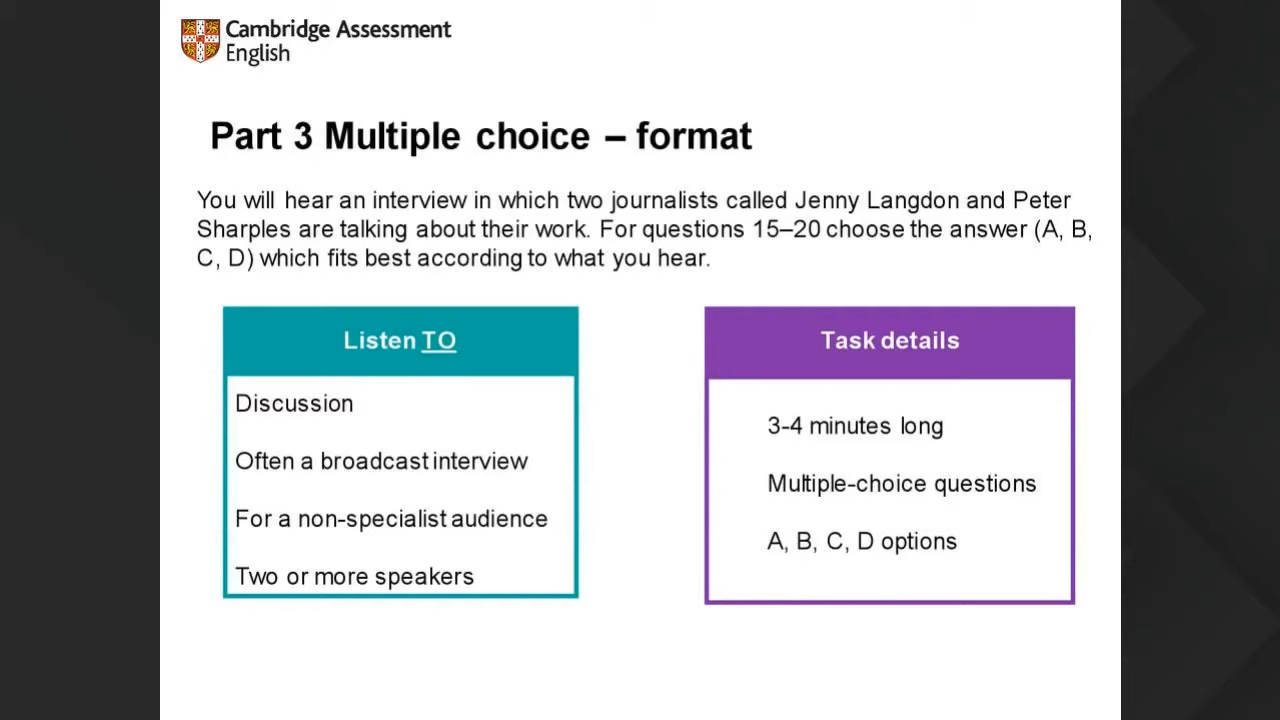 Cambridge Assessment
English
Part 3 Multiple choice – format
You will hear an interview in which two journalists called Jenny Langdon and Peter
Sharples are talking about their work. For questions 15–20 choose the answer (A, B,
C, D) which fits best according to what you hear.
Listen TO
Discussion
Often a broadcast interview
For a non-specialist audience
Two or more speakers
Task details
3-4 minutes long
Multiple-choice questions
A, B, C, D options